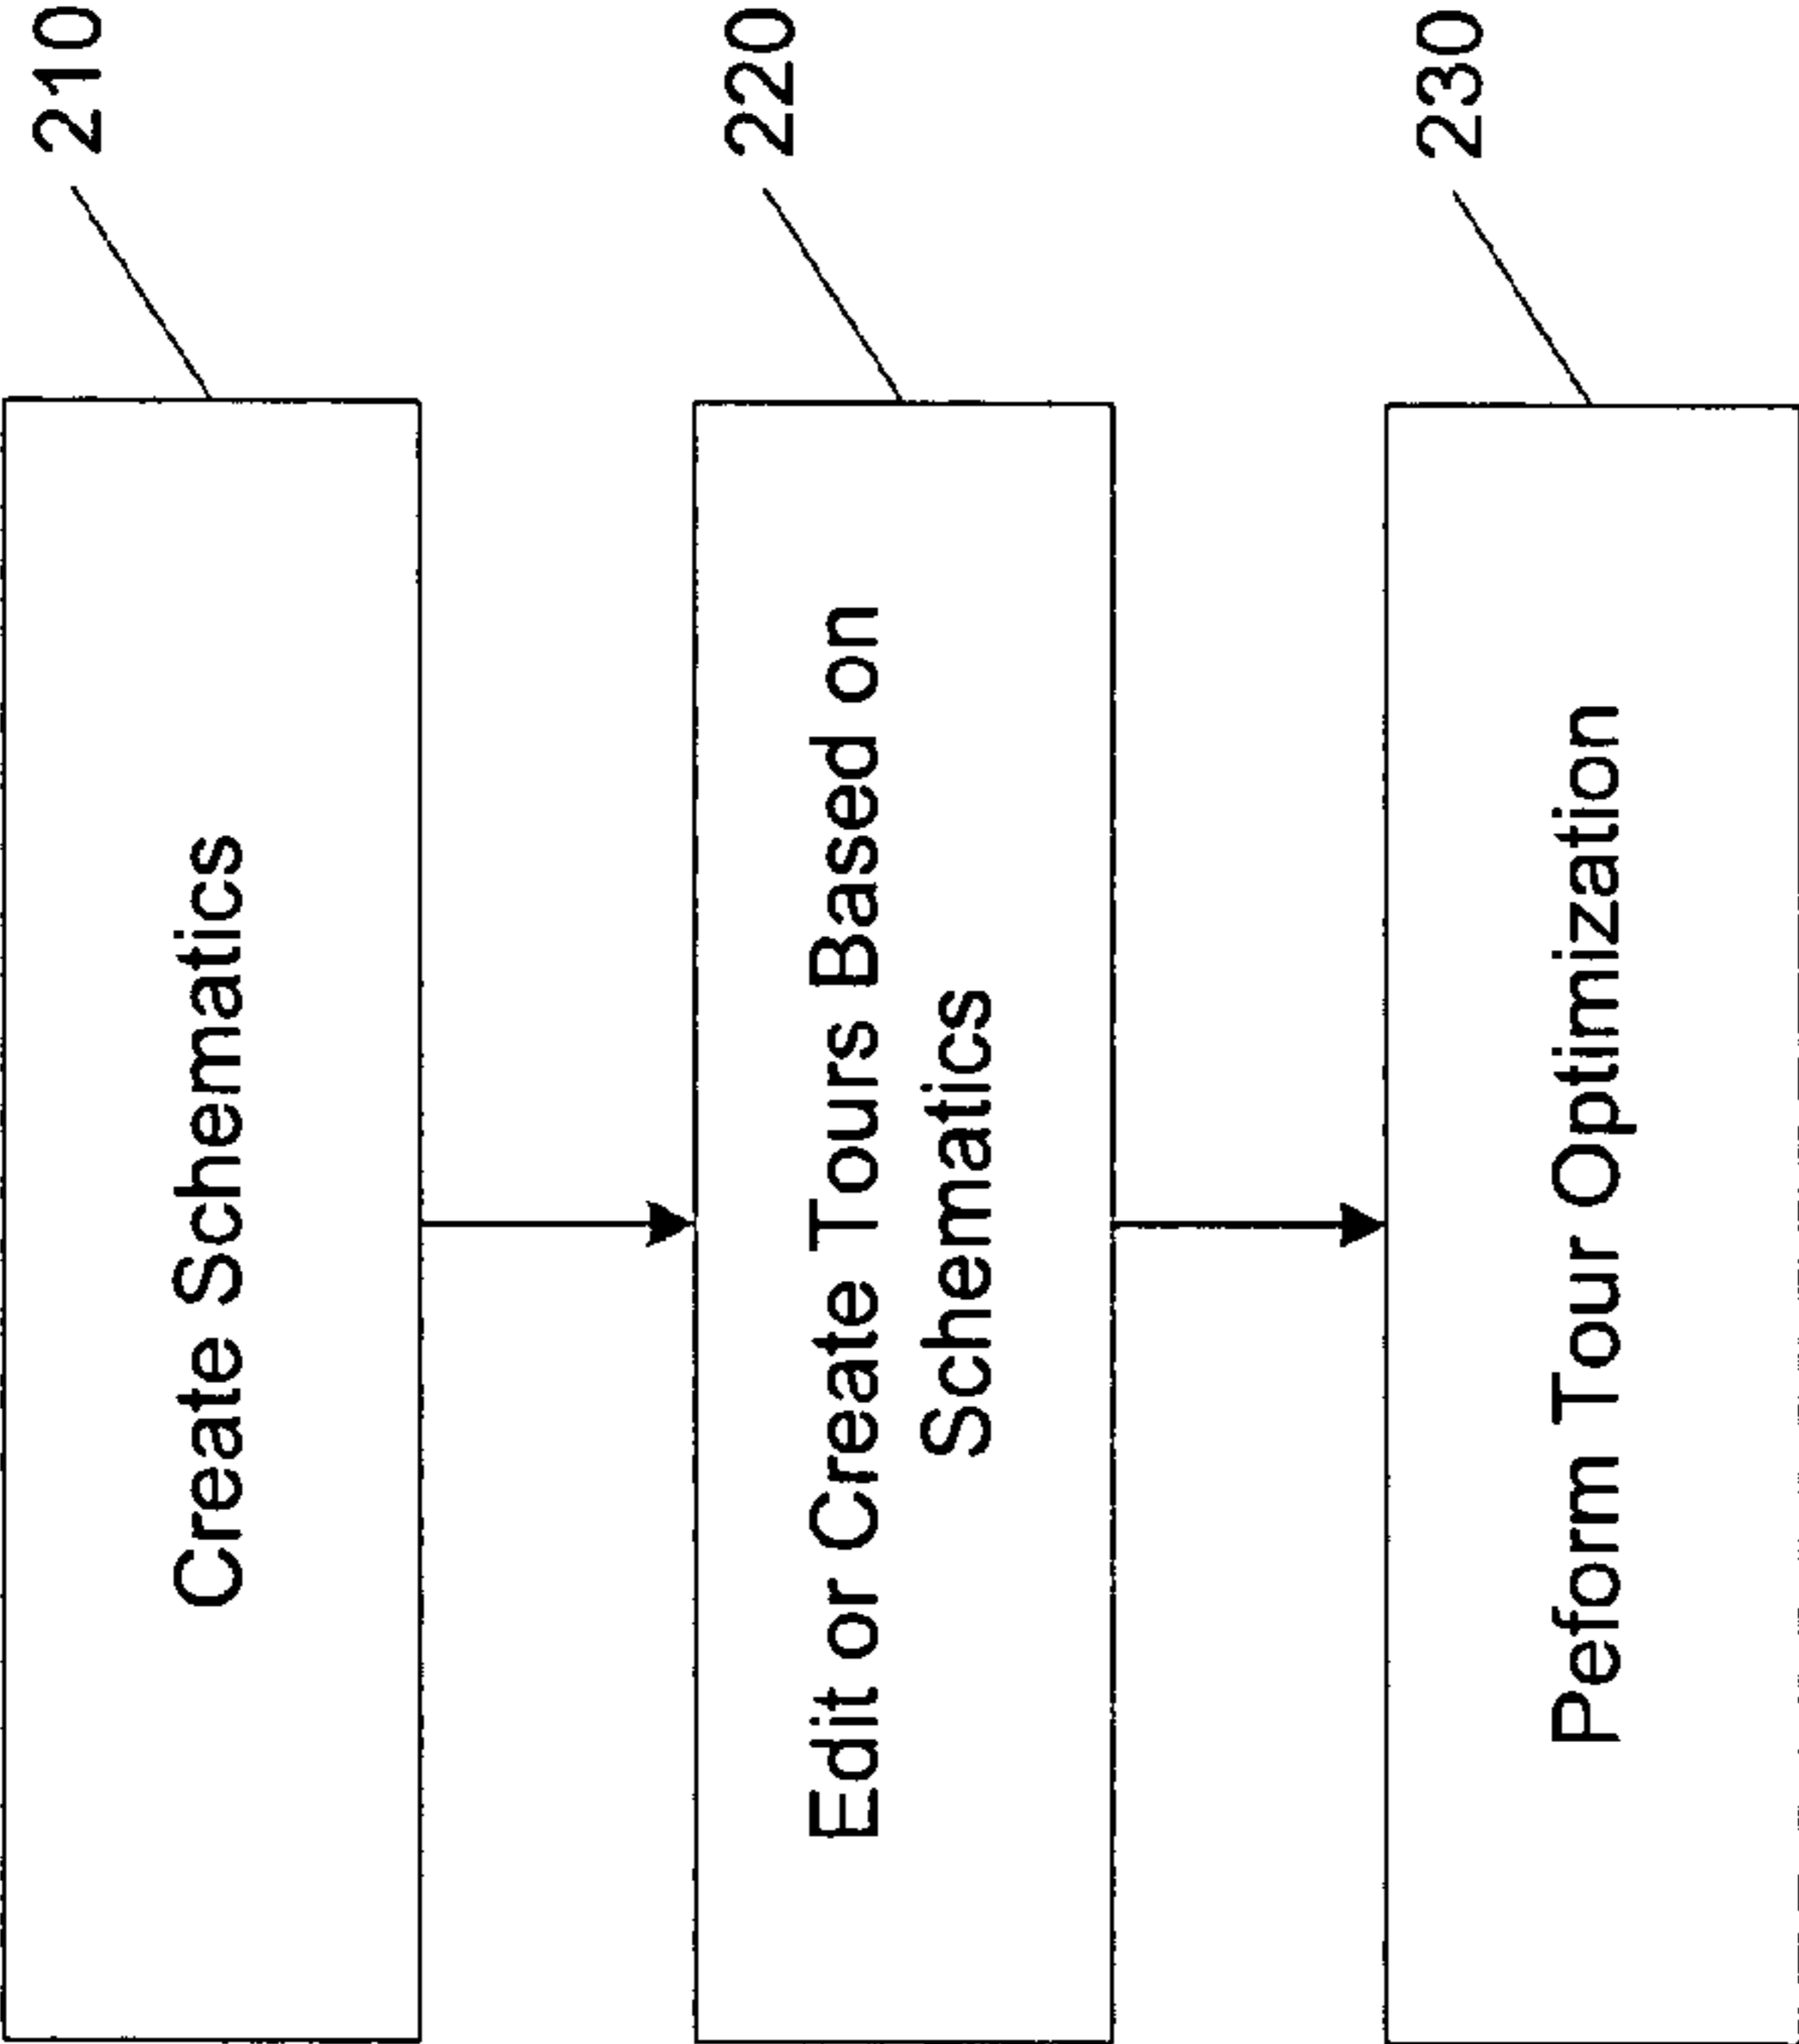 Create Schematics
210
Edit or Create Tours Based on
Schematics
220
Peform Tour Optimization
230